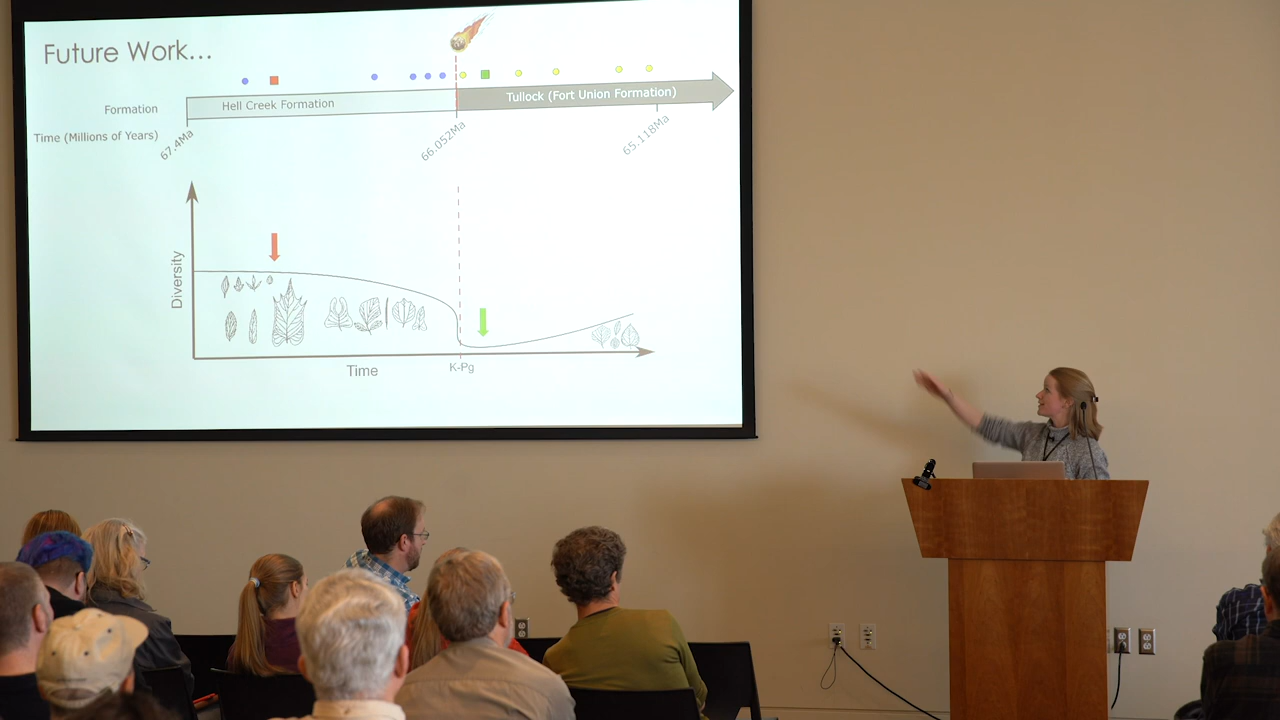 Future Work...
Formation
Hell Creek Formation
Tullock (Fort Union Formation)
Time (Millions of Years)
67.4Ma
66.052Ma
65.118Ma
Diversity
Time
K-Pg